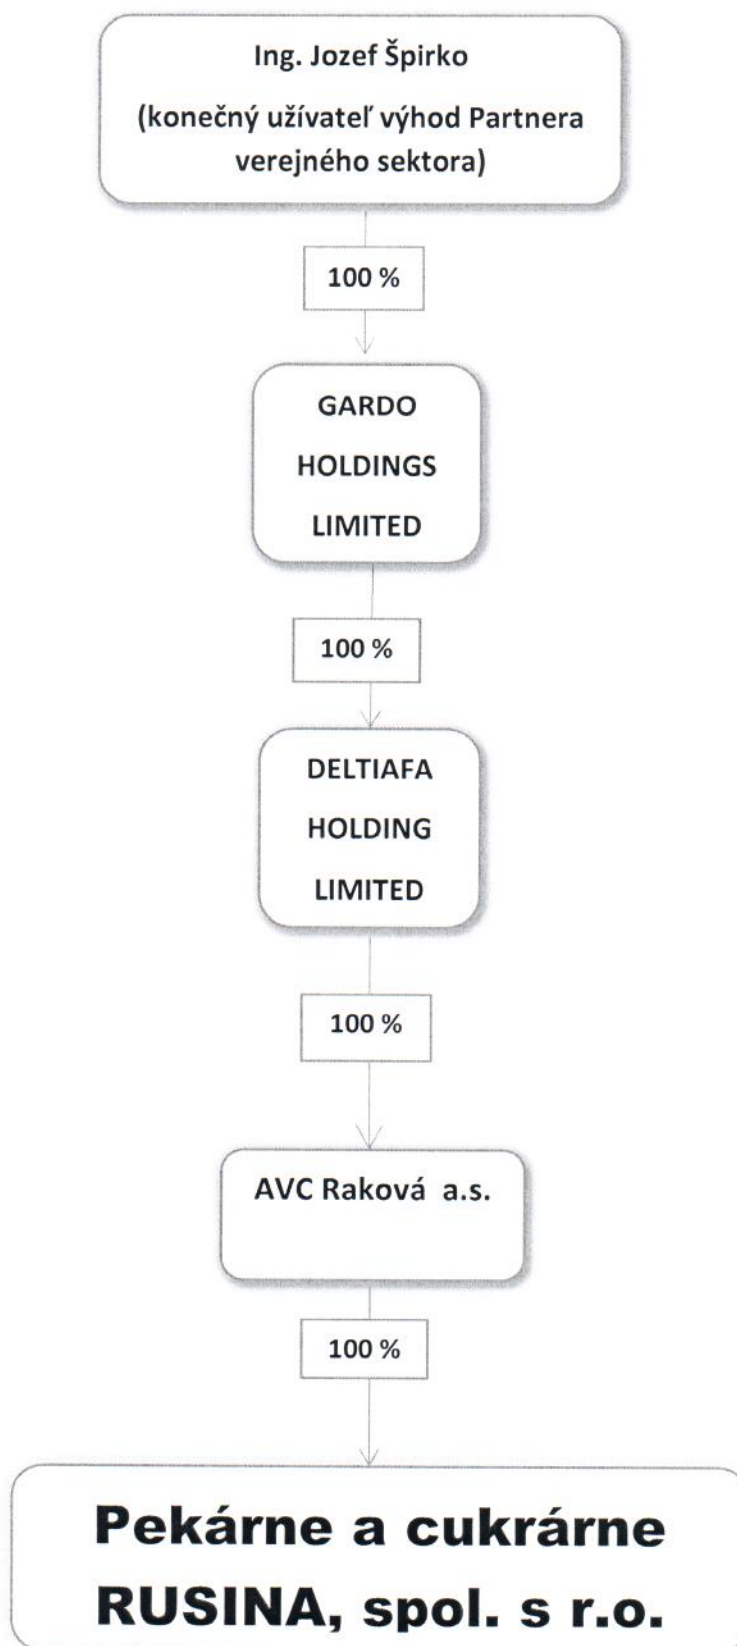 Ing. Jozef Špirko
(konečný užívateľ výhod Partnera
verejného sektora)
100 %
GARDO
HOLDINGS
LIMITED
100 %
DELTIAFA
HOLDING
LIMITED
100 %
AVC Raková a.s.
100 %
Pekárne a cukrárne
RUSINA, spol. s r.o.